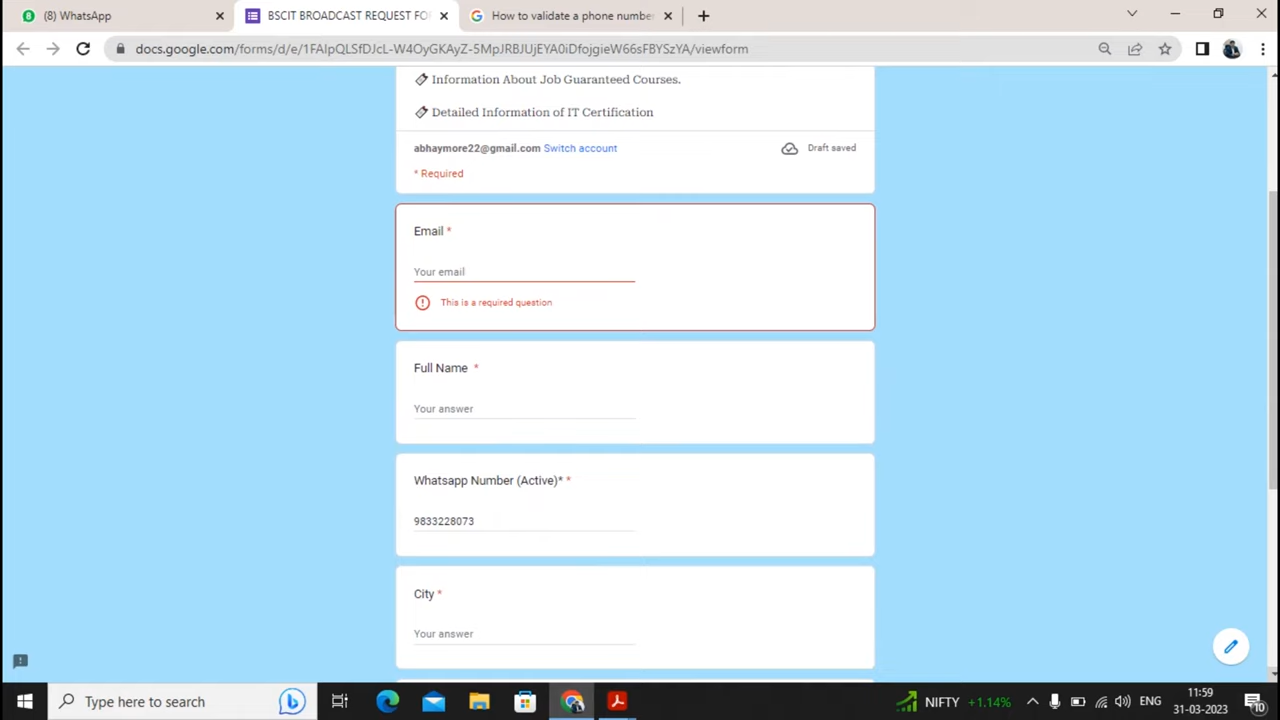 (8) WhatsApp
BSCIT BROADCAST REQUEST FO
How to validate a phone numbe
docs.google.com/forms/d/e/1FAIpQLSfDJcL-W4OyGKAyZ-5MpJRBJUjEYA0iDfojgieW66sFBYSzYA/viewform
Information About Job Guaranteed Courses.
Detailed Information of IT Certification
abhaymore22@gmail.com Switch account
Draft saved
* Required
Email *
Your email
This is a required question
Full Name *
Your answer
Whatsapp Number (Active)* *
9833228073
City *
Your answer
Type here to search
NIFTY +1.14%
ENG
11:59
31-03-2023
10